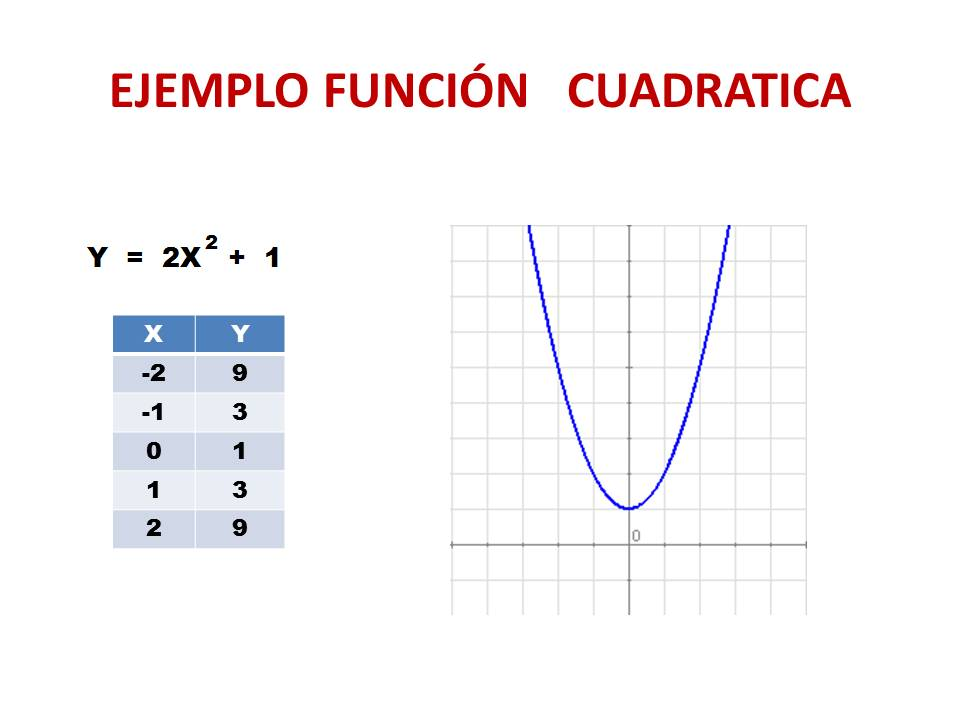 EJEMPLO FUNCIÓN CUADRATICA
Y = 2X² + 1
X Y
-2 9
-1 3
0 1
1 3
2 9
0